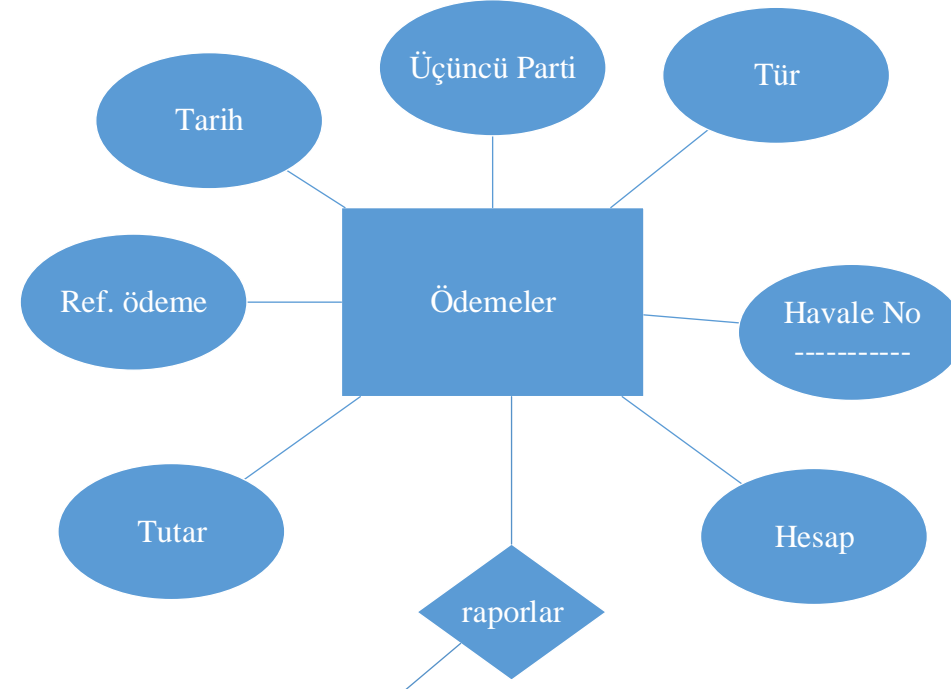 Üçüncü Parti
Tür
Tarih
Ref. ödeme
Ödemeler
Havale No
-----------
Tutar
Hesap
raporlar